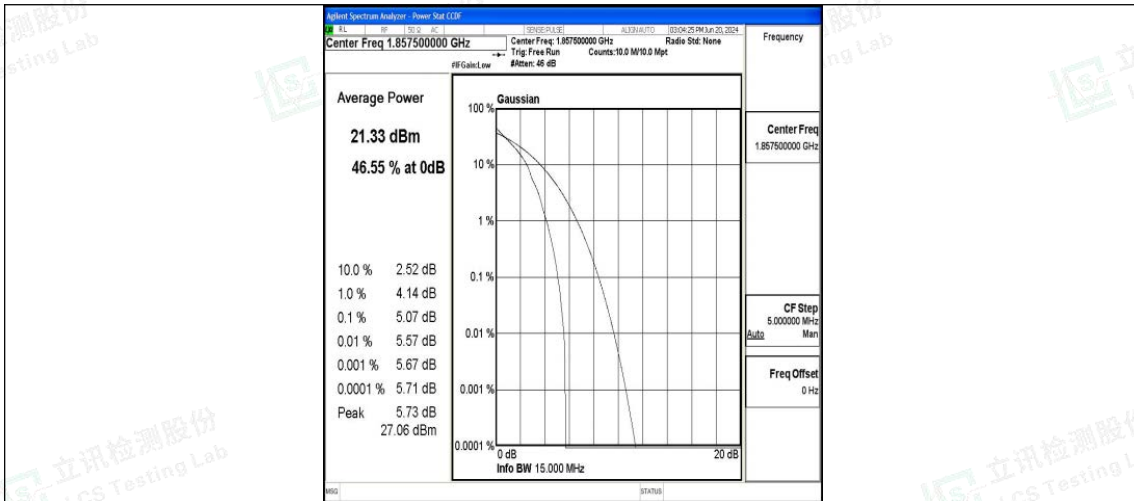 Agilent Spectrum Analyzer - Power Stat CCDF
RL RF 50 Ω AC SENSE:PULSE ALIGN AUTO 03:04:25 PM Jun 20, 2024
Center Freq 1.857500000 GHz
Center Freq: 1.857500000 GHz Radio Std: None
Trig: Free Run Counts:10.0 M/10.0 Mpt
#IFGain:Low #Atten: 46 dB
Frequency
Average Power
21.33 dBm
46.55 % at 0dB
10.0 % 2.52 dB
1.0 % 4.14 dB
0.1 % 5.07 dB
0.01 % 5.57 dB
0.001 % 5.67 dB
0.0001 % 5.71 dB
Peak 5.73 dB
27.06 dBm
Gaussian
100 %
10 %
1 %
0.1 %
0.01 %
0.001 %
0.0001 %
0 dB 20 dB
Info BW 15.000 MHz
Center Freq
1.857500000 GHz
CF Step
5.000000 MHz
Auto Man
Freq Offset
0 Hz
MSG STATUS
立讯检测股份
LCS Testing Lab